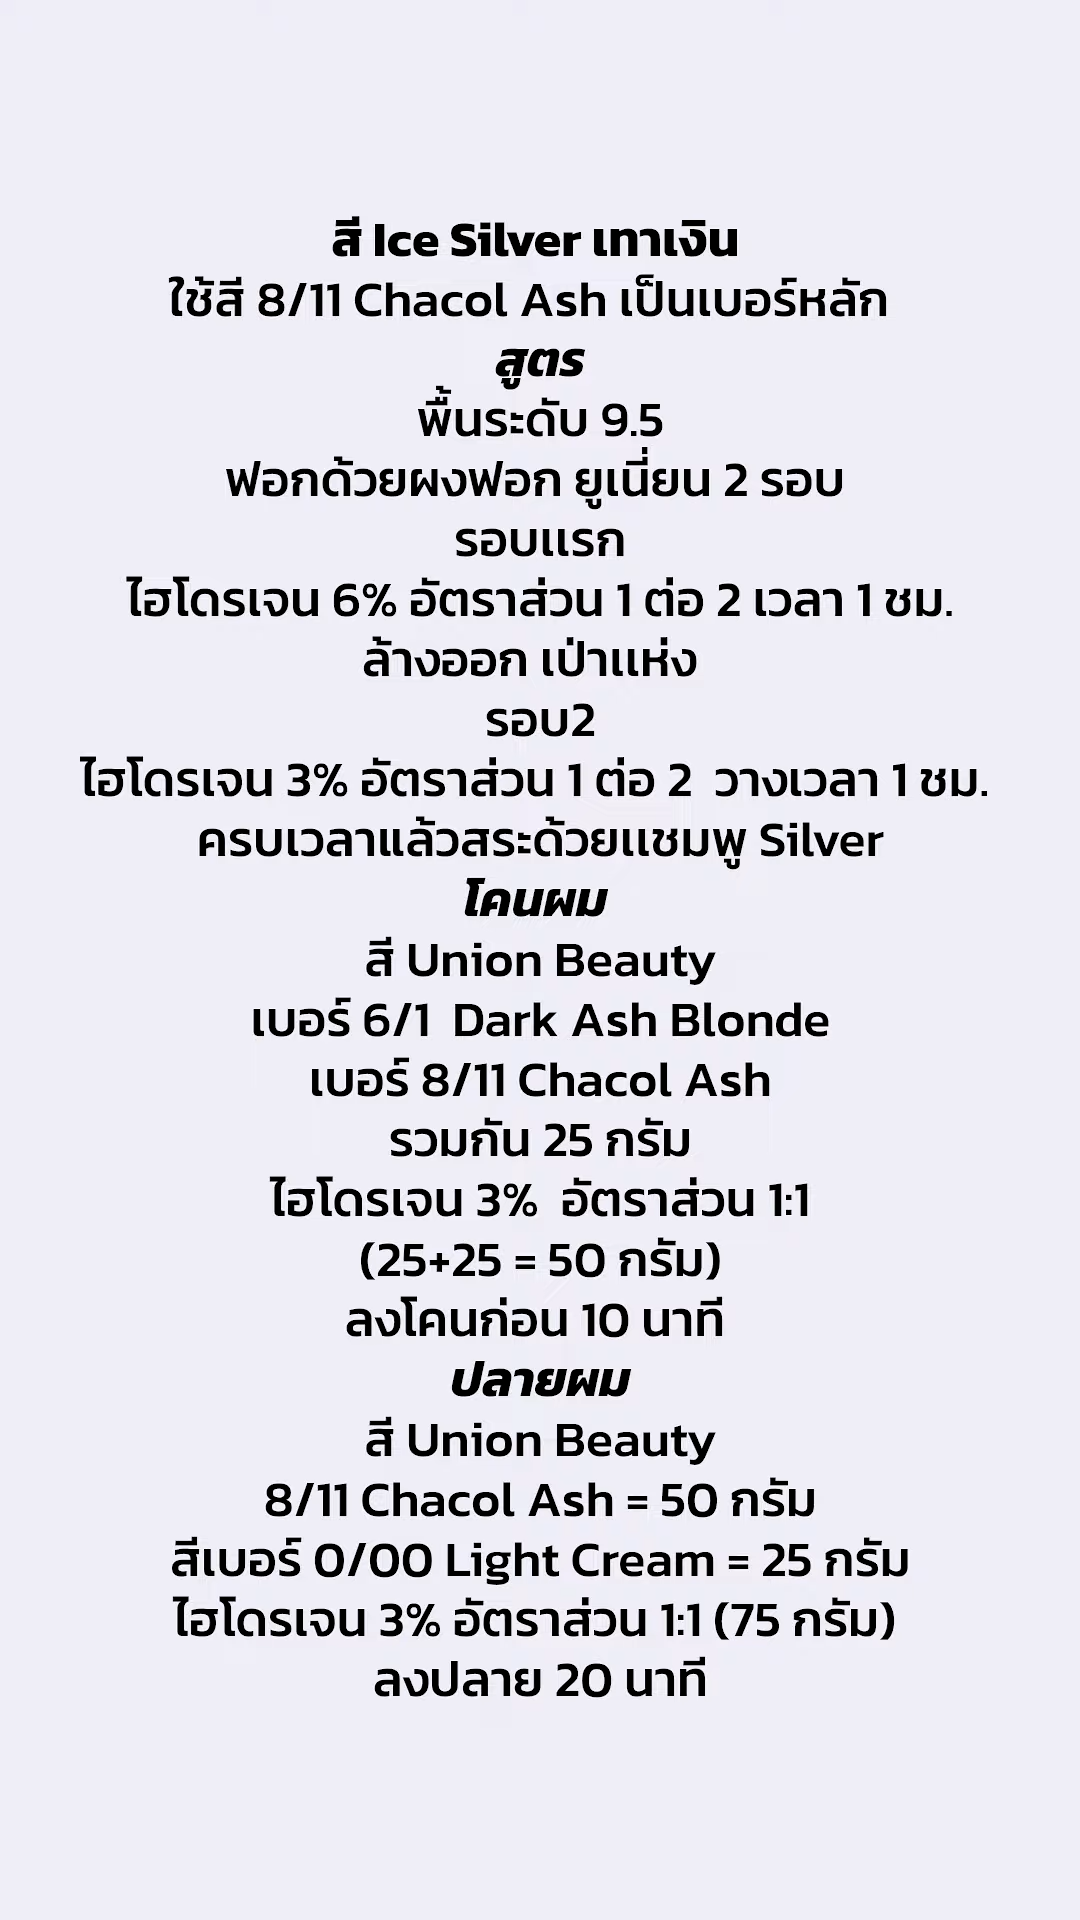 สี Ice Silver เทาเงิน
ใช้สี 8/11 Chacol Ash เป็นเบอร์หลัก
สูตร
พื้นระดับ 9.5
ฟอกด้วยผงฟอก ยูเนี่ยน 2 รอบ
รอบแรก
ไฮโดรเจน 6% อัตราส่วน 1 ต่อ 2 เวลา 1 ชม.
ล้างออก เป่าแห่ง
รอบ2
ไฮโดรเจน 3% อัตราส่วน 1 ต่อ 2  วางเวลา 1 ชม.
ครบเวลาแล้วสระด้วยแชมพู Silver
โคนผม
สี Union Beauty
เบอร์ 6/1  Dark Ash Blonde
เบอร์ 8/11 Chacol Ash
รวมกัน 25 กรัม
ไฮโดรเจน 3%  อัตราส่วน 1:1
(25+25 = 50 กรัม)
ลงโคนก่อน 10 นาที
ปลายผม
สี Union Beauty
8/11 Chacol Ash = 50 กรัม
สีเบอร์ 0/00 Light Cream = 25 กรัม
ไฮโดรเจน 3% อัตราส่วน 1:1 (75 กรัม)
ลงปลาย 20 นาที